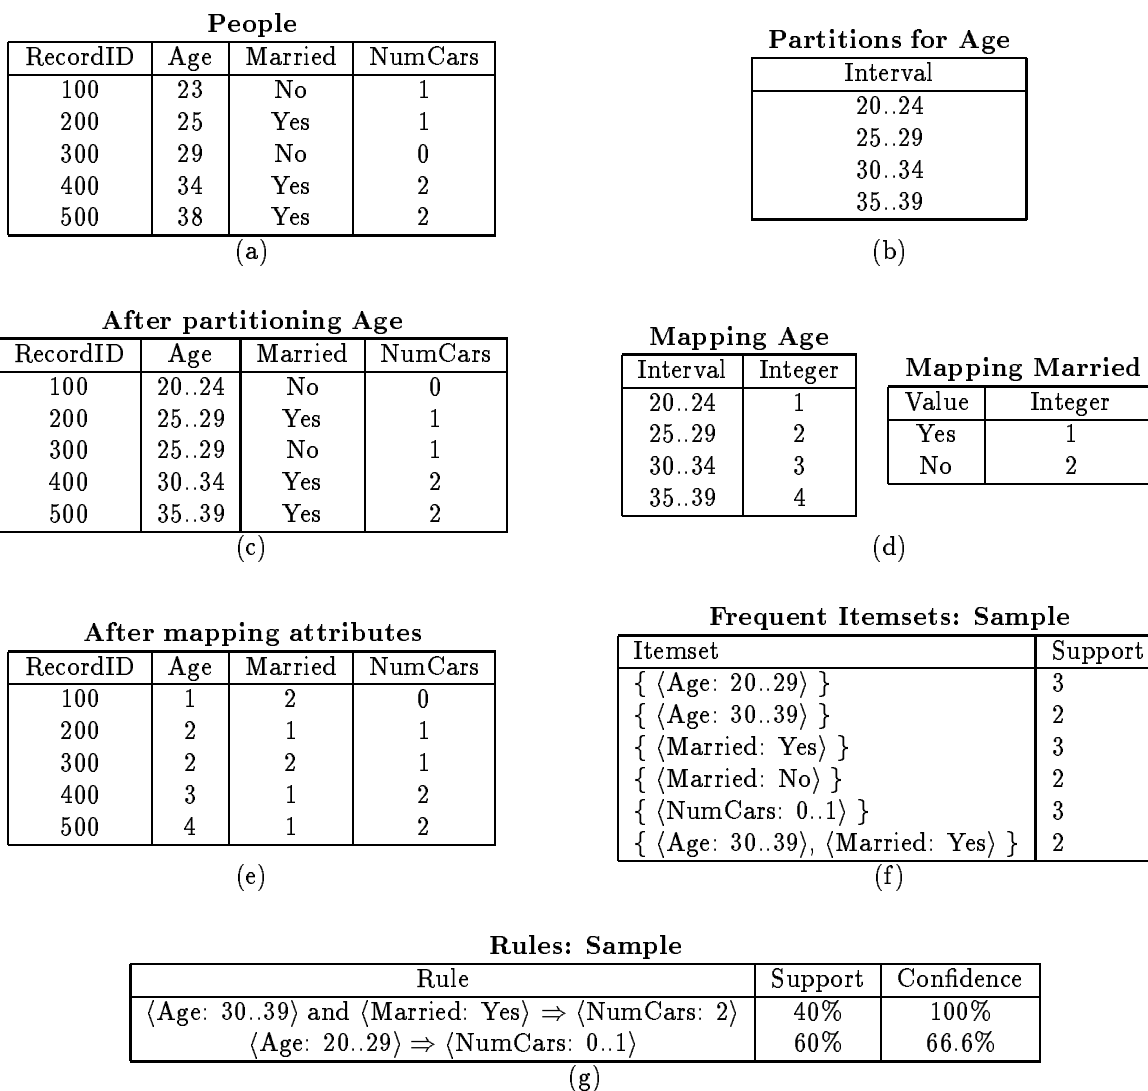 People
RecordID Age Married NumCars
100 23 No 1
200 25 Yes 1
300 29 No 0
400 34 Yes 2
500 38 Yes 2
(a)
Partitions for Age
Interval
20..24
25..29
30..34
35..39
(b)
After partitioning Age
RecordID Age Married NumCars
100 20..24 No 0
200 25..29 Yes 1
300 25..29 No 1
400 30..34 Yes 2
500 35..39 Yes 2
(c)
Mapping Age
Interval Integer
20..24 1
25..29 2
30..34 3
35..39 4
Mapping Married
Value Integer
Yes 1
No 2
(d)
After mapping attributes
RecordID Age Married NumCars
100 1 2 0
200 2 1 1
300 2 2 1
400 3 1 2
500 4 1 2
(e)
Frequent Itemsets: Sample
Itemset Support
{ ⟨Age: 20..29⟩ } 3
{ ⟨Age: 30..39⟩ } 2
{ ⟨Married: Yes⟩ } 3
{ ⟨Married: No⟩ } 2
{ ⟨NumCars: 0..1⟩ } 3
{ ⟨Age: 30..39⟩, ⟨Married: Yes⟩ } 2
(f)
Rules: Sample
Rule Support Confidence
⟨Age: 30..39⟩ and ⟨Married: Yes⟩ ⇒ ⟨NumCars: 2⟩ 40% 100%
⟨Age: 20..29⟩ ⇒ ⟨NumCars: 0..1⟩ 60% 66.6%
(g)